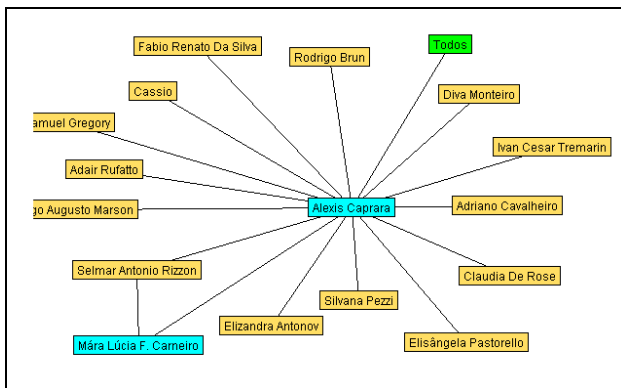 Todos
Fabio Renato Da Silva
Rodrigo Brun
Cassio
Diva Monteiro
amuel Gregory
Ivan Cesar Tremarin
Adair Rufatto
go Augusto Marson
Alexis Caprara
Adriano Cavalheiro
Selmar Antonio Rizzon
Claudia De Rose
Silvana Pezzi
Elizandra Antonov
Mára Lúcia F. Carneiro
Elisângela Pastorello